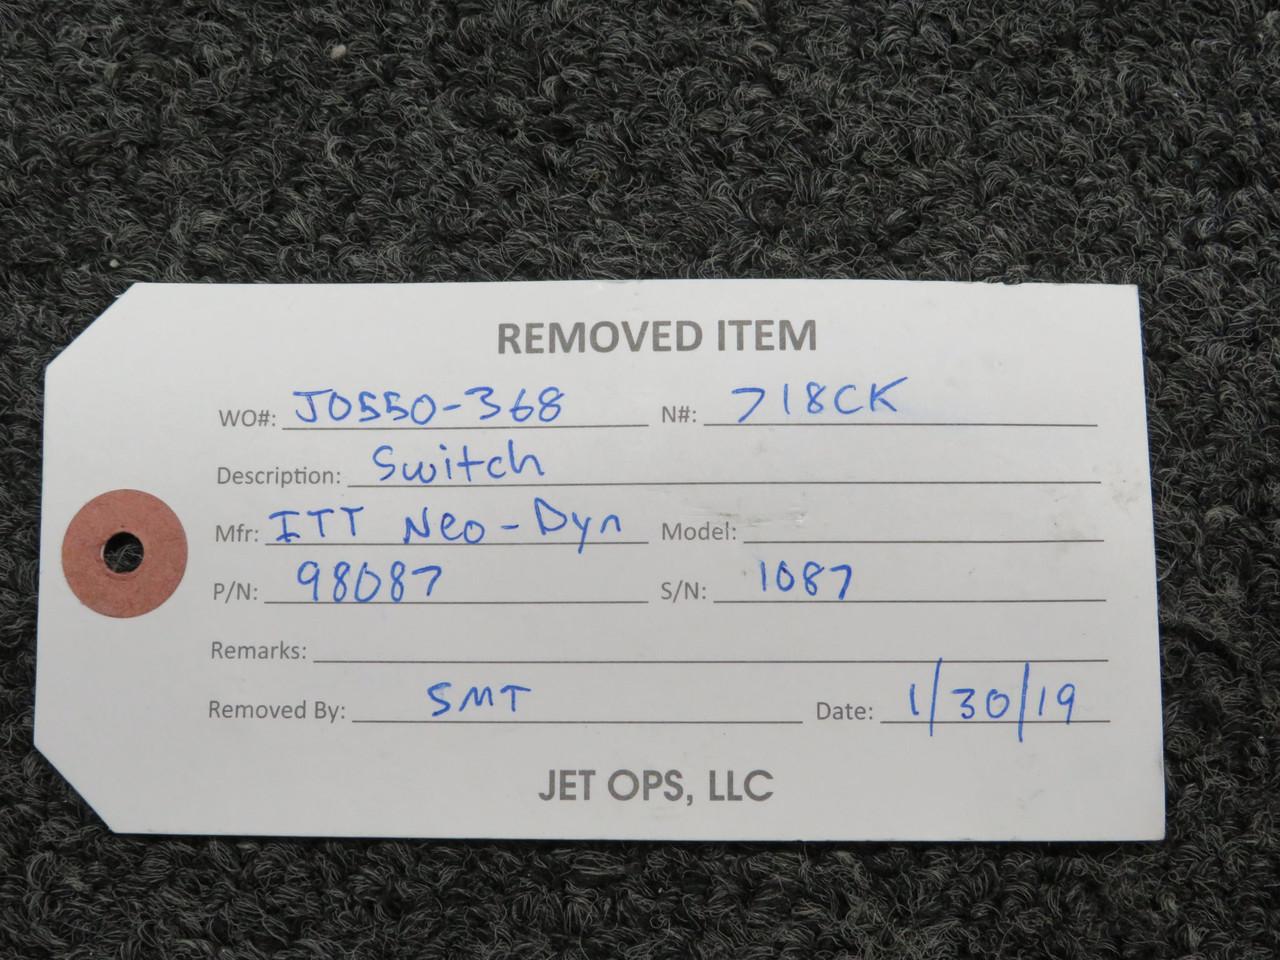 REMOVED ITEM
WO#: J0550-368 N#: 718CK
Description: Switch
Mfr: ITT Neo-Dyn Model:
P/N: 98087 S/N: 1087
Remarks:
Removed By: SMT Date: 1/30/19
JET OPS, LLC